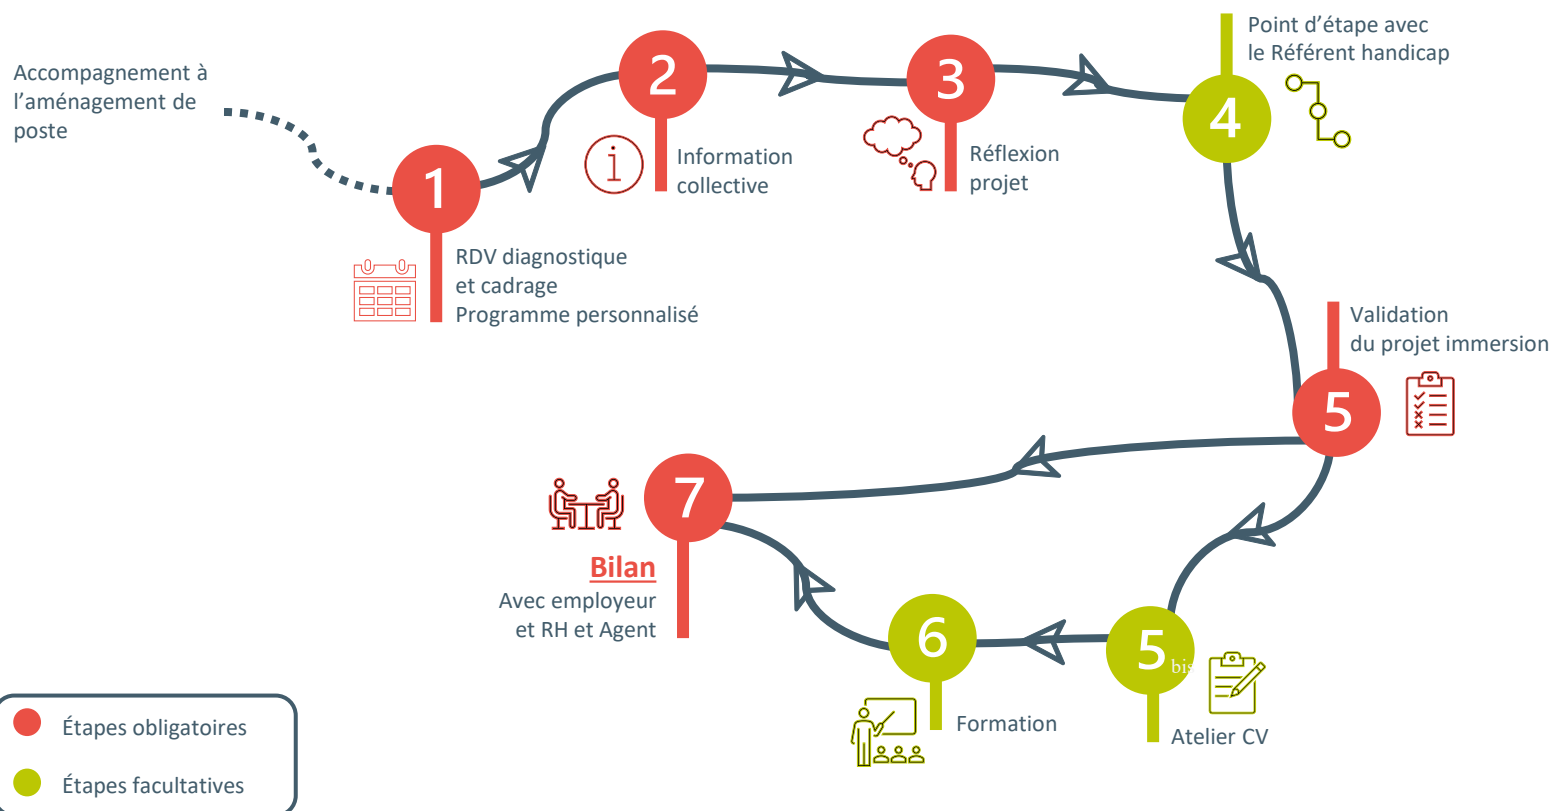 Accompagnement à
l’aménagement de
poste
1
RDV diagnostique
et cadrage
Programme personnalisé
2
Information
collective
3
Réflexion
projet
4
Point d’étape avec
le Référent handicap
5
Validation
du projet immersion
5 bis
Atelier CV
6
Formation
7
Bilan
Avec employeur
et RH et Agent
Étapes obligatoires
Étapes facultatives